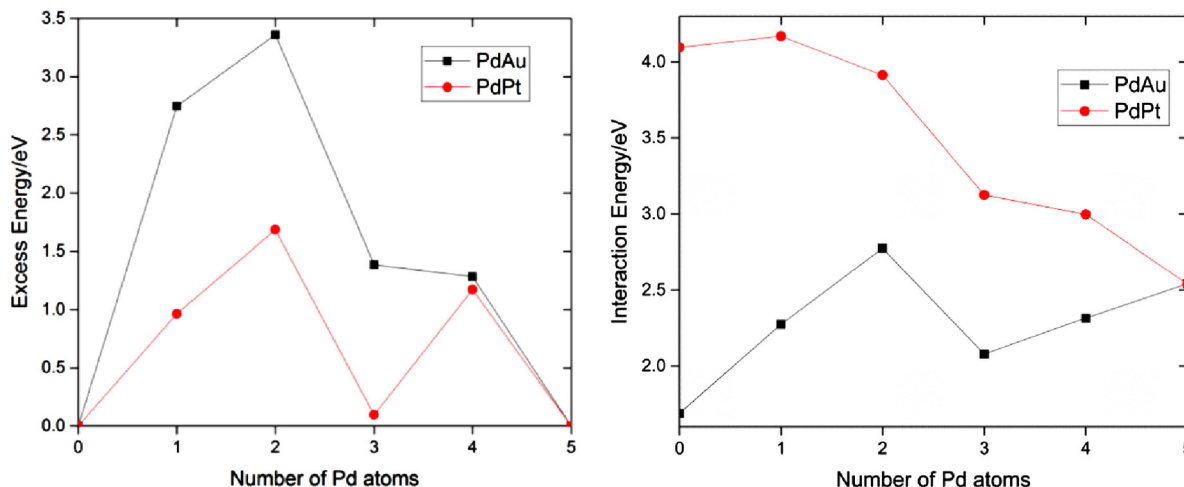 3.5
3.0
2.5
2.0
1.5
1.0
0.5
0.0
Excess Energy/eV
PdAu
PdPt
0 1 2 3 4 5
Number of Pd atoms
4.0
3.5
3.0
2.5
2.0
Interaction Energy/eV
PdAu
PdPt
0 1 2 3 4 5
Number of Pd atoms